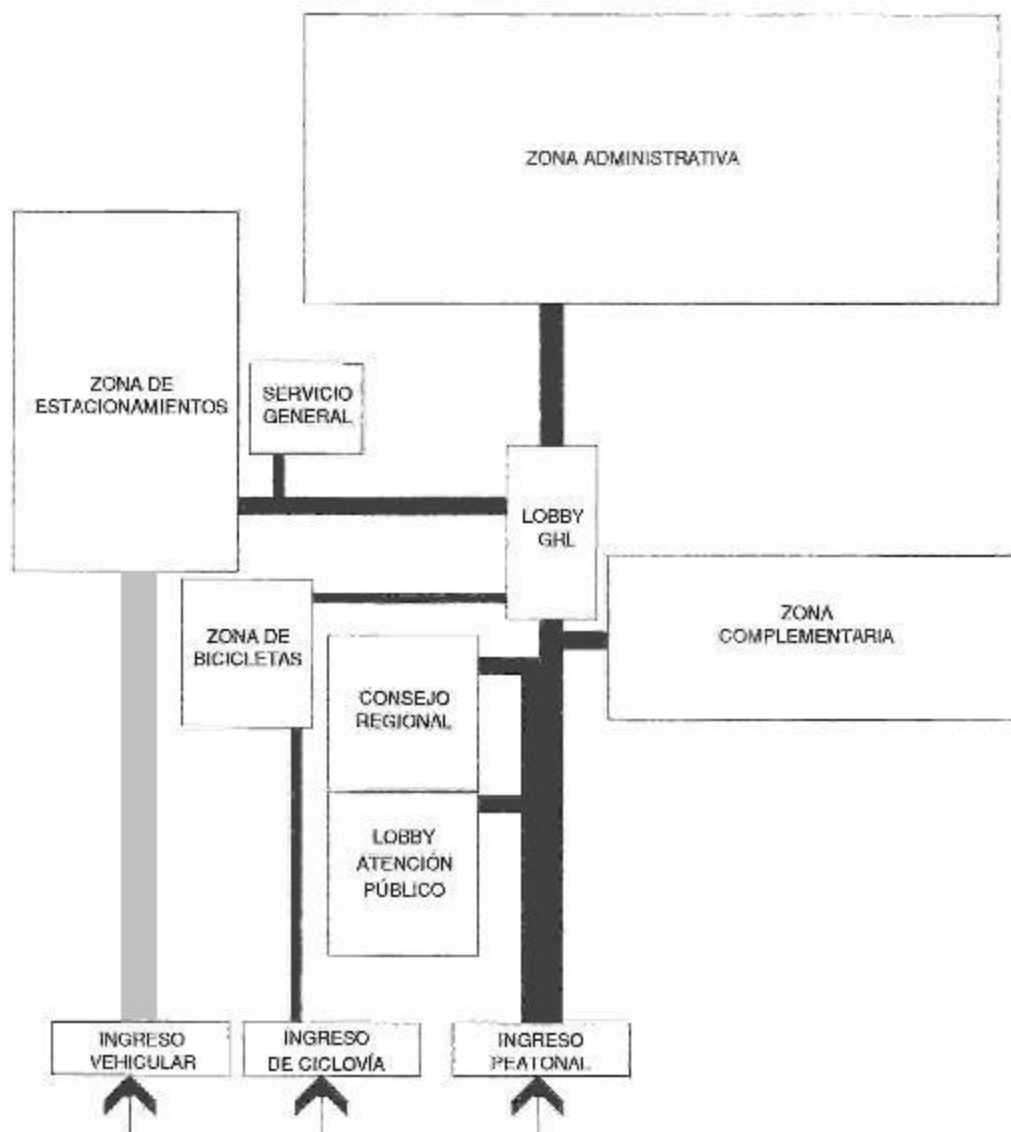 ZONA ADMINISTRATIVA
ZONA DE
ESTACIONAMIENTOS
SERVICIO
GENERAL
LOBBY
GRL
ZONA
COMPLEMENTARIA
ZONA DE
BICICLETAS
CONSEJO
REGIONAL
LOBBY
ATENCIÓN
PÚBLICO
INGRESO
VEHICULAR
INGRESO
DE CICLOVÍA
INGRESO
PEATONAL